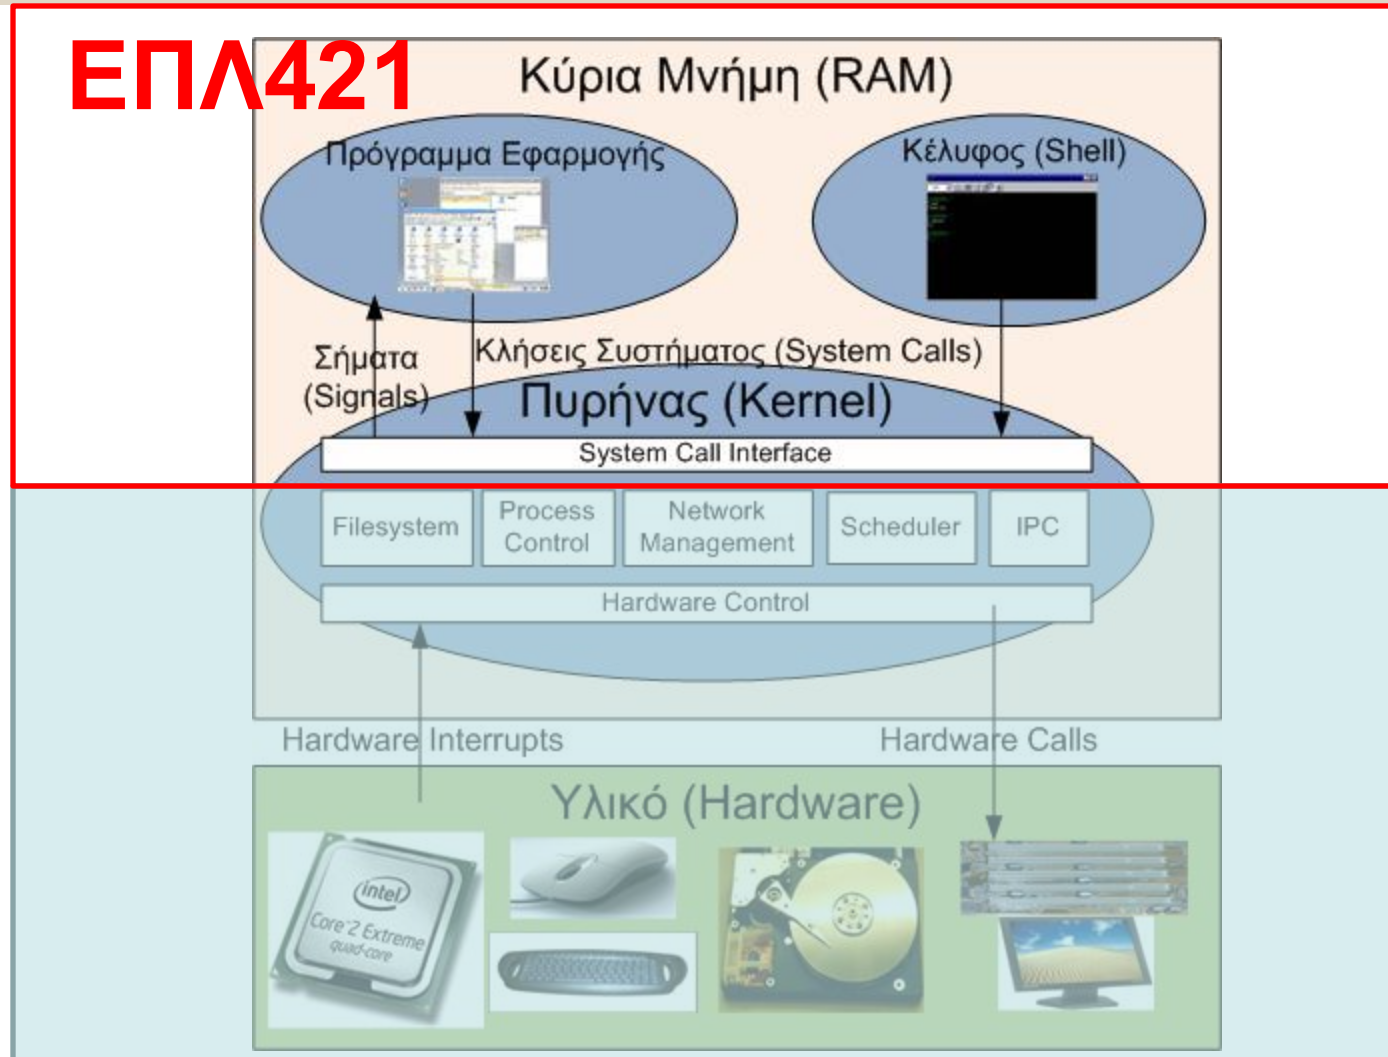 ΕΠΛ421
Κύρια Μνήμη (RAM)
Πρόγραμμα Εφαρμογής
Κέλυφος (Shell)
Σήματα
(Signals)
Κλήσεις Συστήματος (System Calls)
Πυρήνας (Kernel)
System Call Interface
Filesystem
Process
Control
Network
Management
Scheduler
IPC
Hardware Control
Hardware Interrupts
Hardware Calls
Υλικό (Hardware)
intel
Core 2 Extreme
quad-core